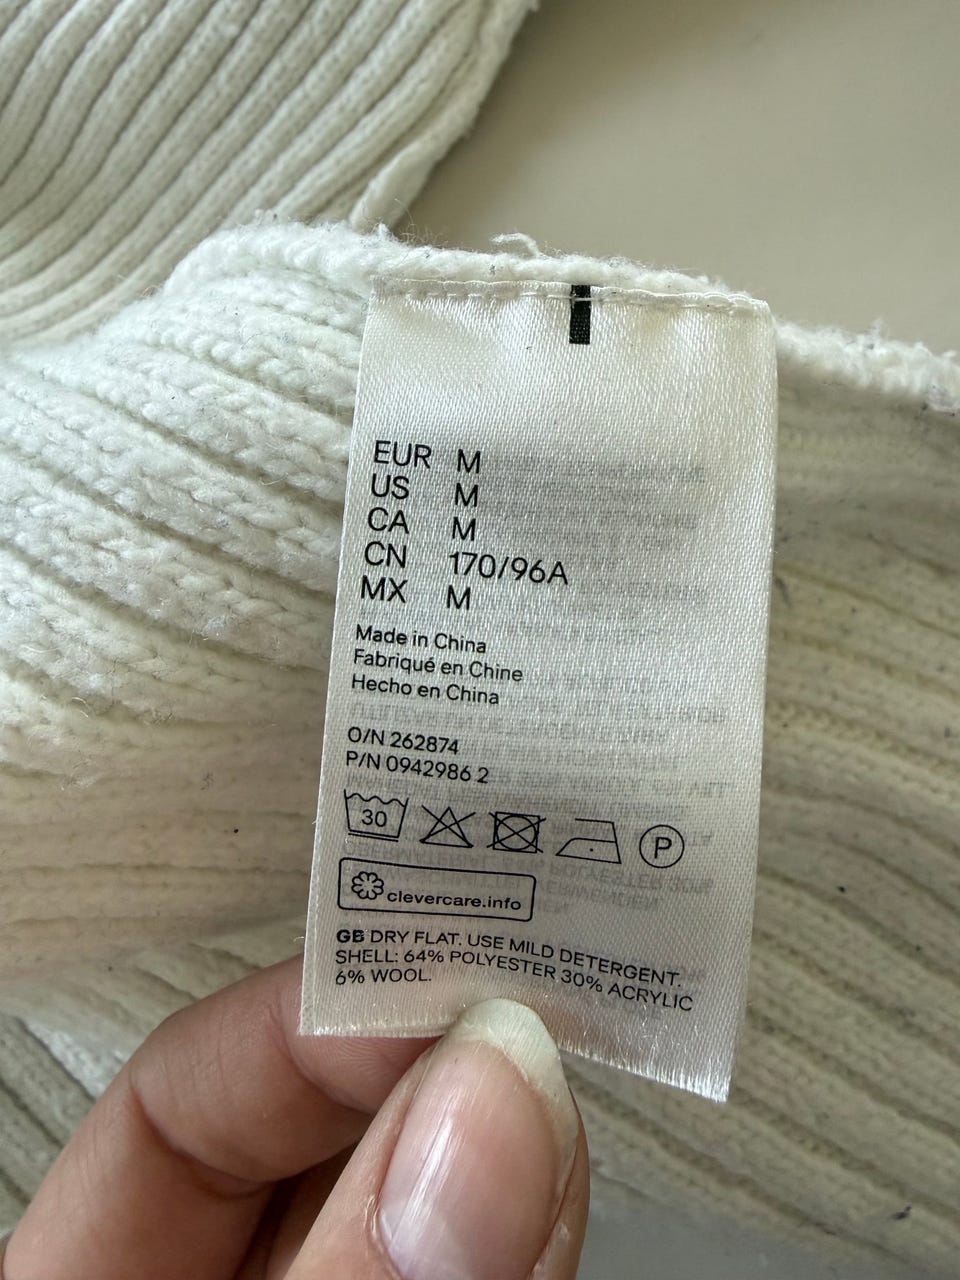 EUR M
US M
CA M
CN 170/96A
MX M
Made in China
Fabriqué en Chine
Hecho en China
O/N 262874
P/N 0942986 2
30
P
clevercare.info
GB DRY FLAT. USE MILD DETERGENT.
SHELL: 64% POLYESTER 30% ACRYLIC
6% WOOL.